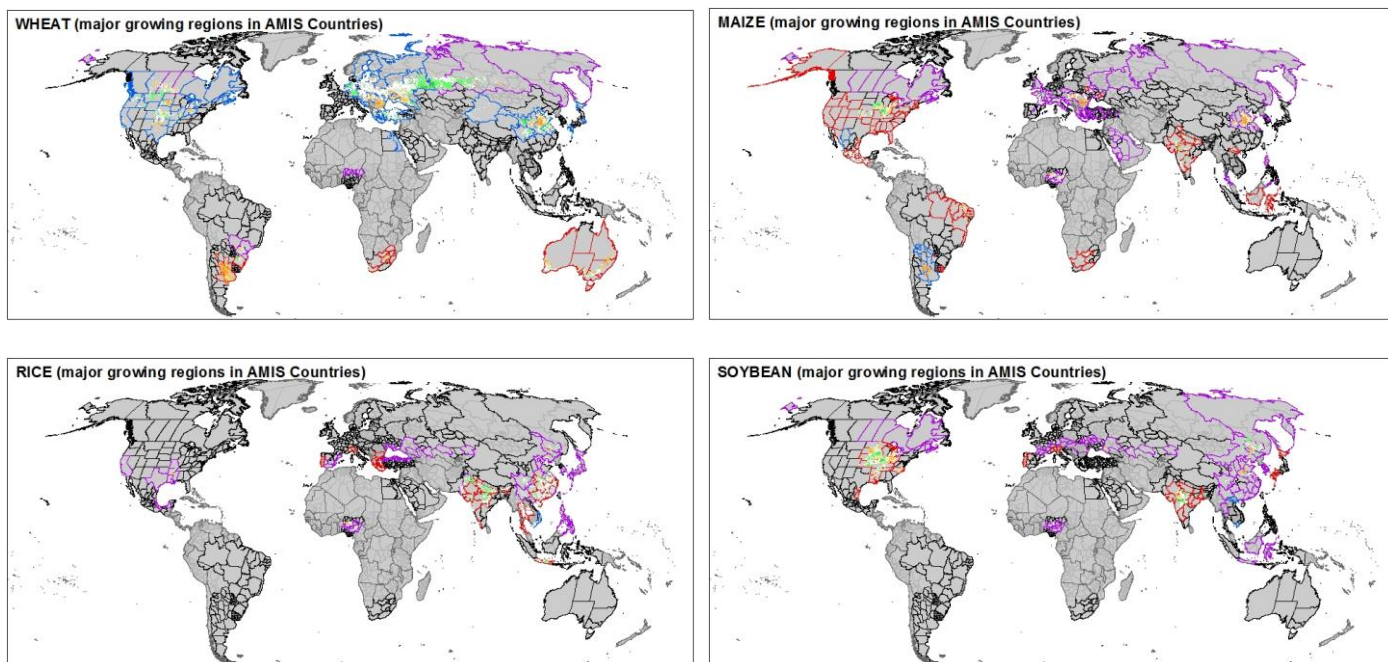 WHEAT (major growing regions in AMIS Countries)
MAIZE (major growing regions in AMIS Countries)
RICE (major growing regions in AMIS Countries)
SOYBEAN (major growing regions in AMIS Countries)